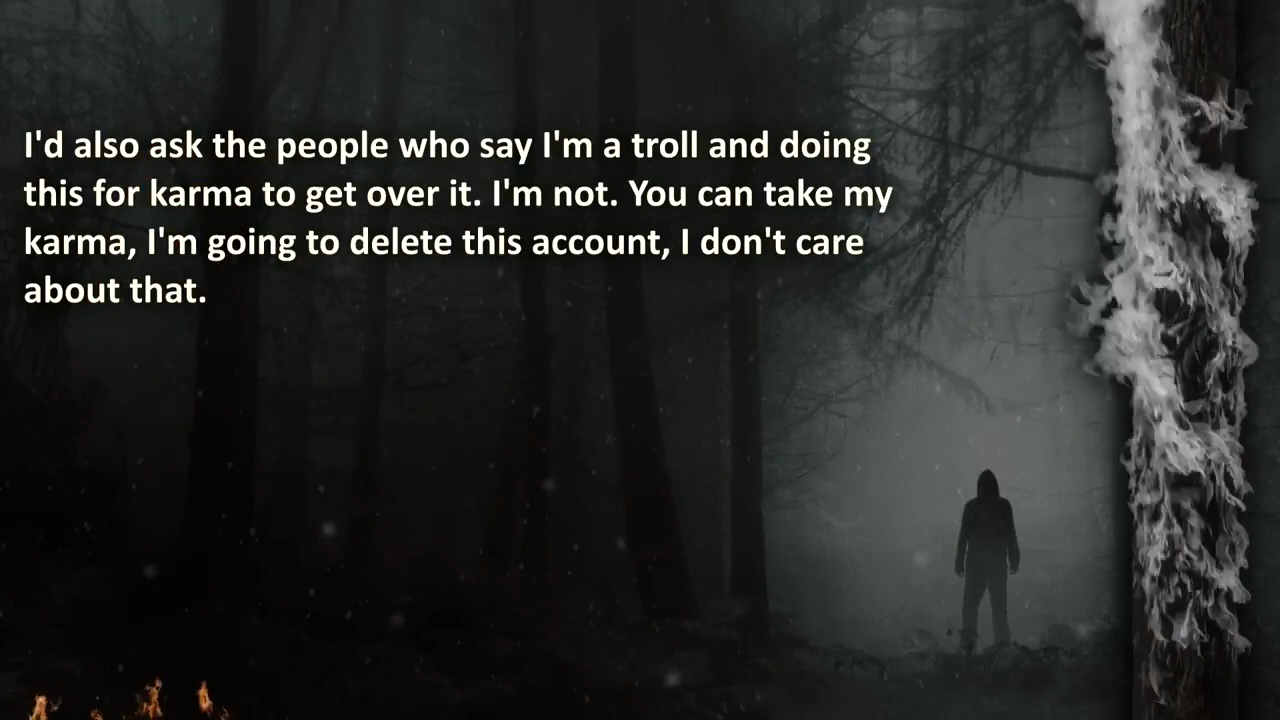 I'd also ask the people who say I'm a troll and doing
this for karma to get over it. I'm not. You can take my
karma, I'm going to delete this account, I don't care
about that.